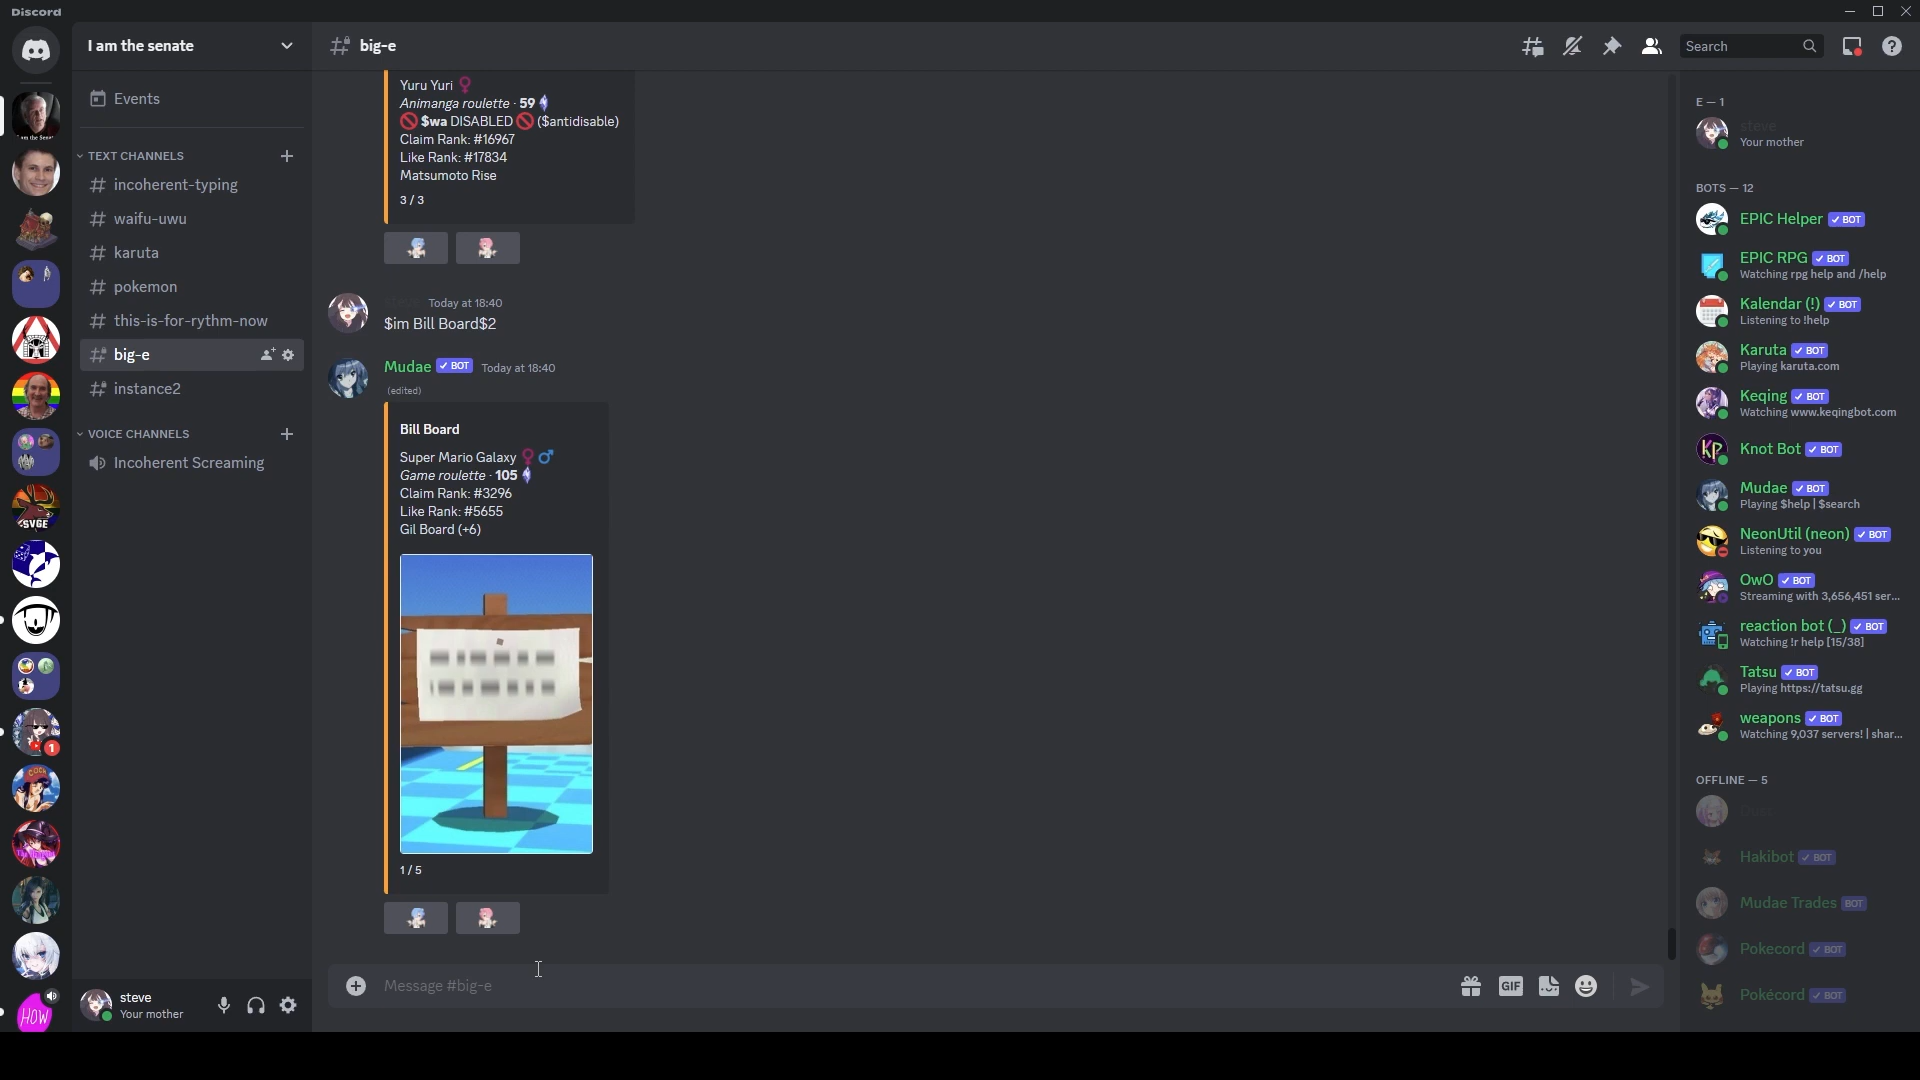 Discord
I am the senate
Events
TEXT CHANNELS
incoherent-typing
waifu-uwu
karuta
pokemon
this-is-for-rythm-now
big-e
instance2
VOICE CHANNELS
Incoherent Screaming
SVGE
1
HOW
steve
Your mother
big-e
Search
Yuru Yuri
Animanga roulette · 59
$wa DISABLED ($antidisable)
Claim Rank: #16967
Like Rank: #17834
Matsumoto Rise
3 / 3
Today at 18:40
$im Bill Board$2
Mudae BOT Today at 18:40
(edited)
Bill Board
Super Mario Galaxy
Game roulette · 105
Claim Rank: #3296
Like Rank: #5655
Gil Board (+6)
1 / 5
Message #big-e
GIF
E — 1
steve
Your mother
BOTS — 12
EPIC Helper BOT
EPIC RPG BOT
Watching rpg help and /help
Kalendar (!) BOT
Listening to !help
Karuta BOT
Playing karuta.com
Keqing BOT
Watching www.keqingbot.com
Knot Bot BOT
Mudae BOT
Playing $help | $search
NeonUtil (neon) BOT
Listening to you
OwO BOT
Streaming with 3,656,451 ser...
reaction bot (_) BOT
Watching !r help [15/38]
Tatsu BOT
Playing https://tatsu.gg
weapons BOT
Watching 9,037 servers! | shar...
OFFLINE — 5
Hakibot BOT
Mudae Trades BOT
Pokecord BOT
Pokécord BOT